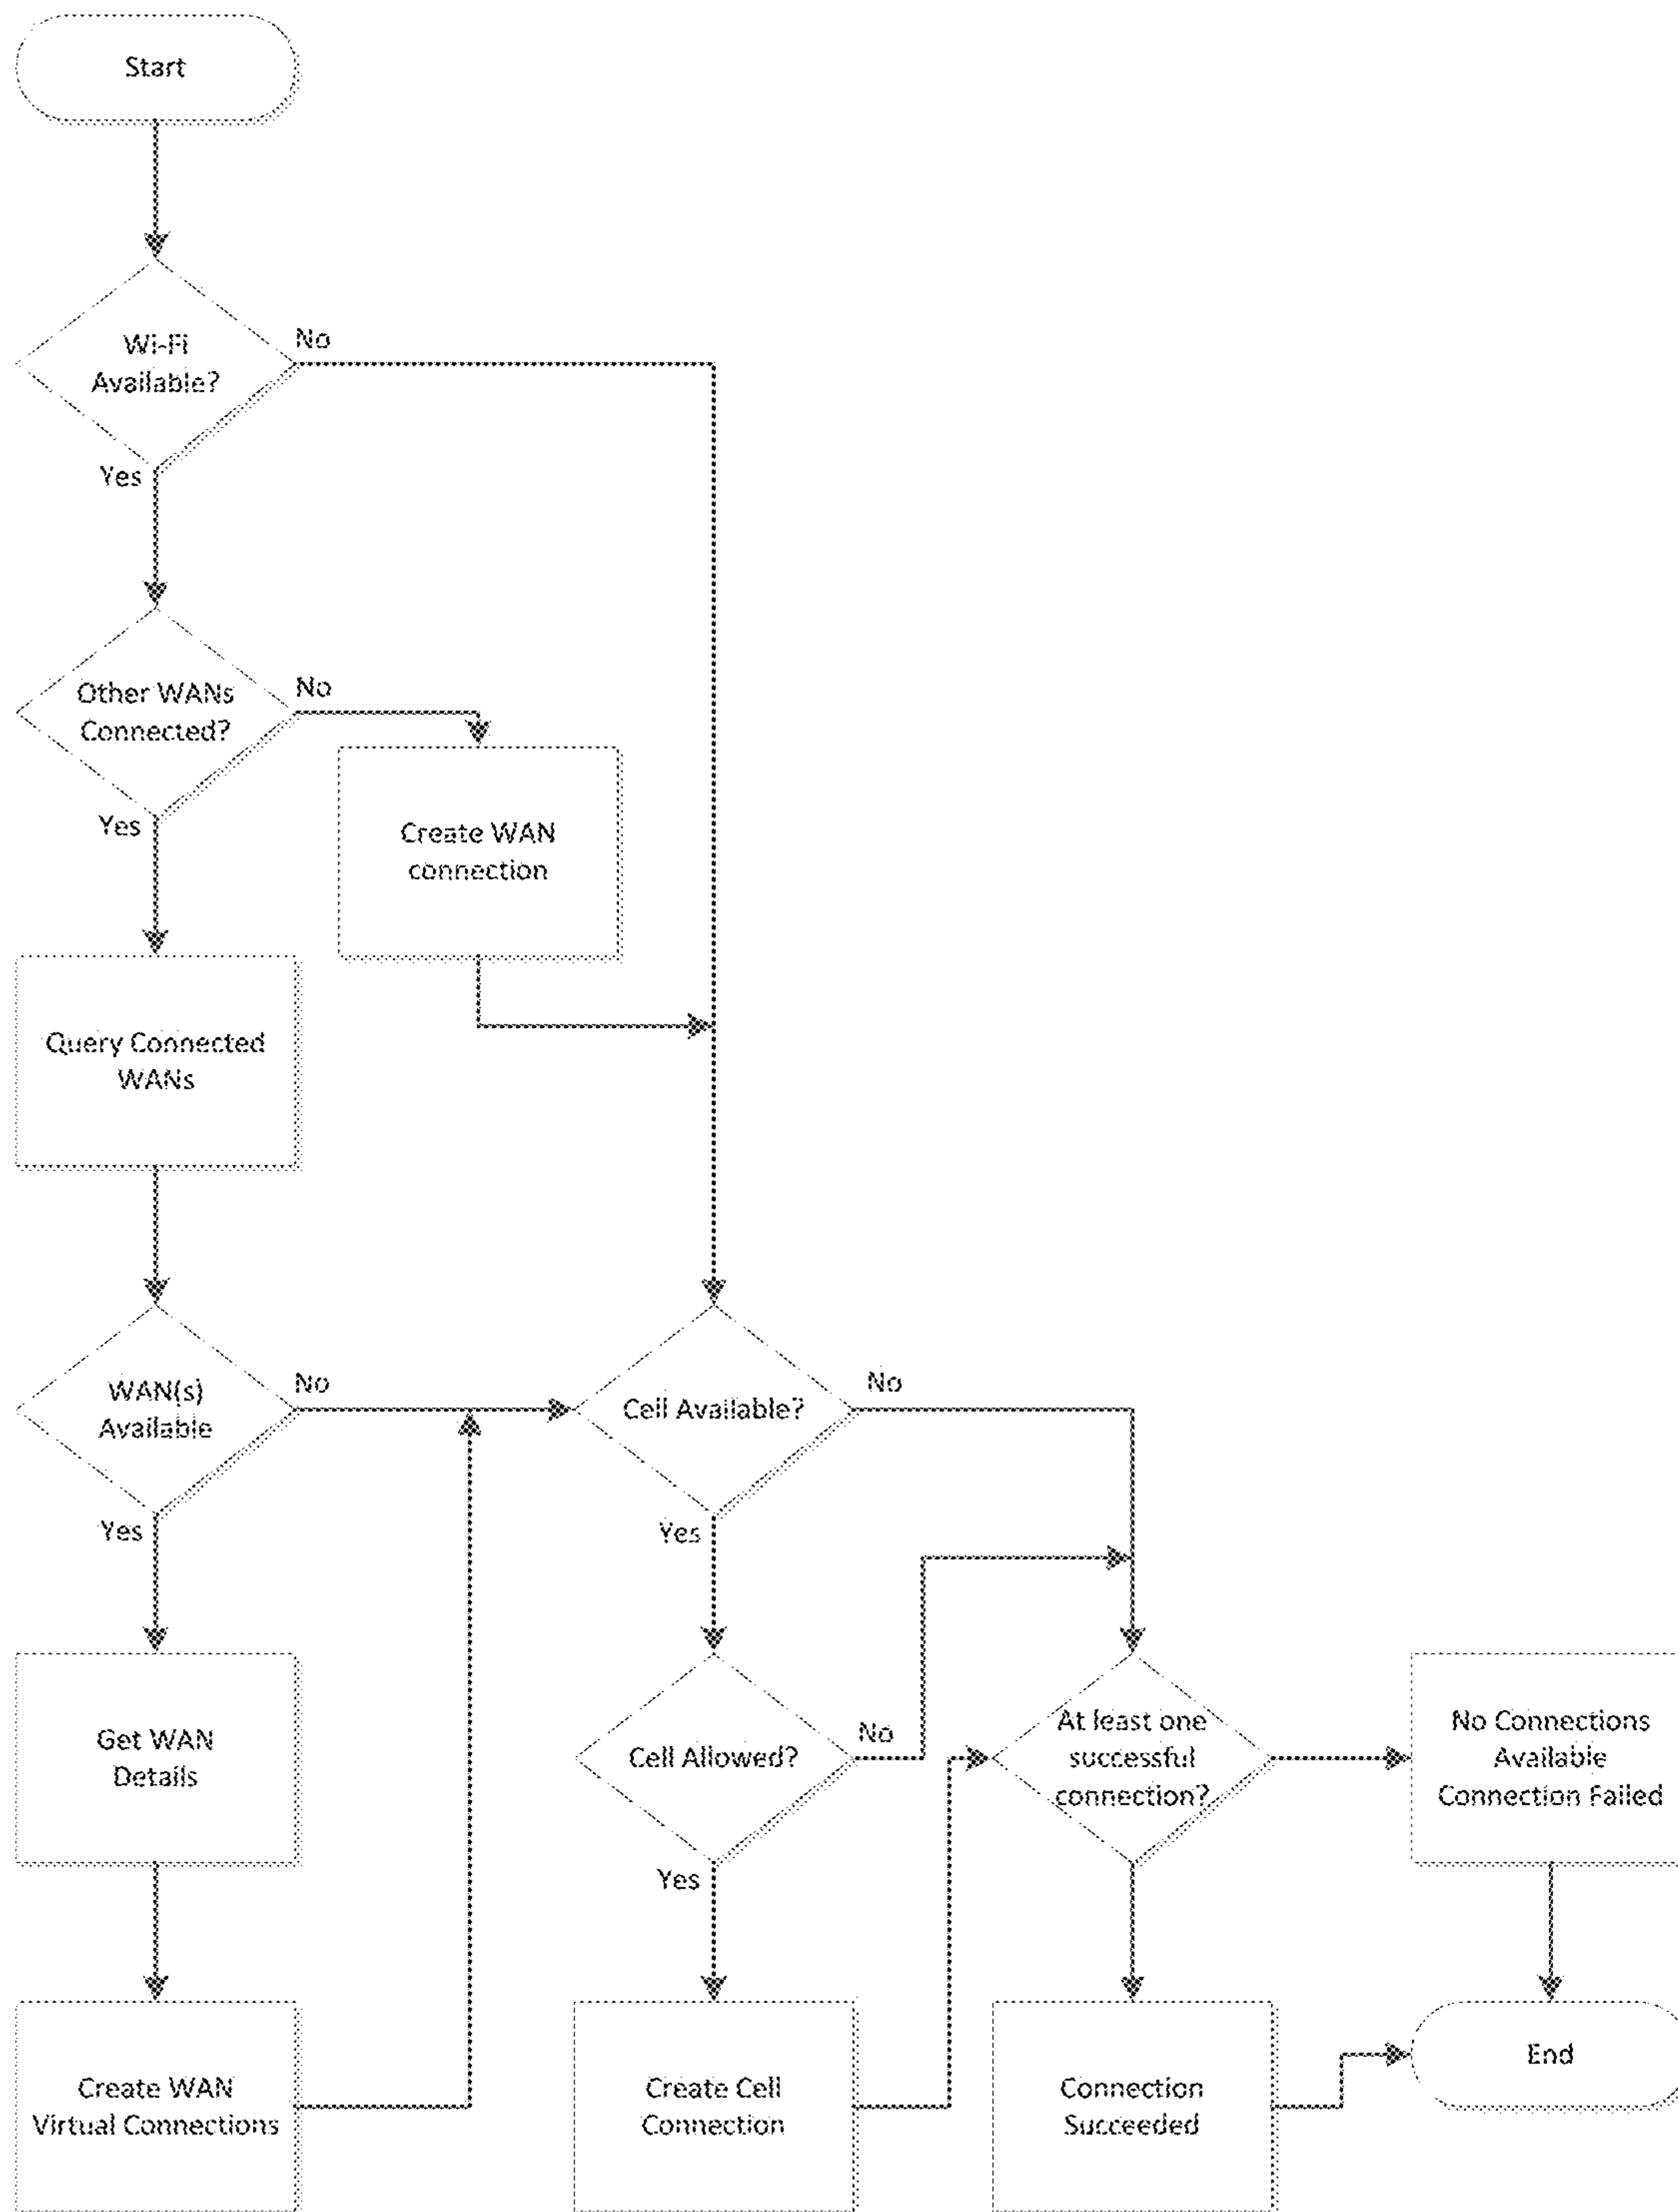 Start
Wi-Fi
Available?
No
Yes
Other WANs
Connected?
No
Yes
Create WAN
connection
Query Connected
WANs
WAN(s)
Available
No
Yes
Cell Available?
No
Yes
Get WAN
Details
Cell Allowed?
No
Yes
At least one
successful
connection?
No Connections
Available
Connection Failed
Create WAN
Virtual Connections
Create Cell
Connection
Connection
Succeeded
End